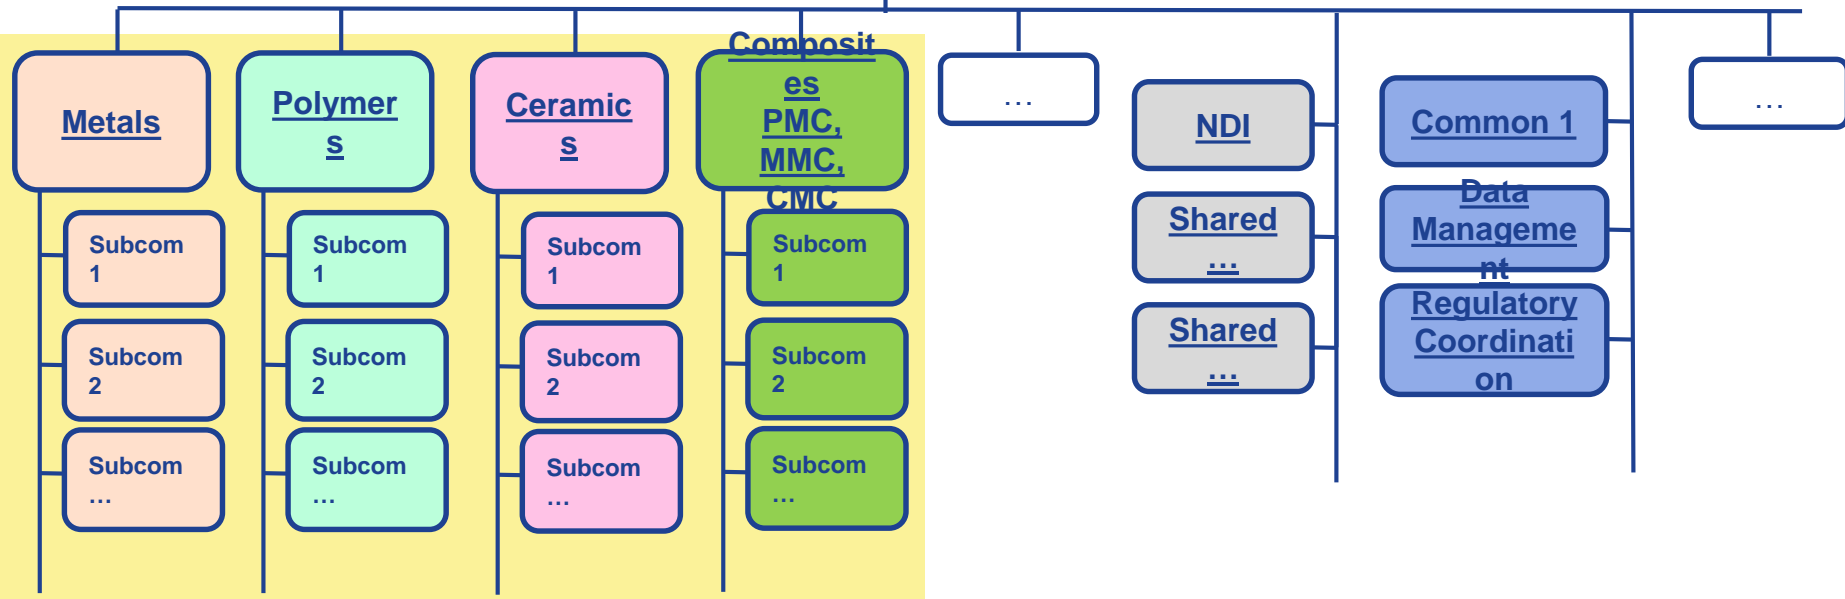 Metals
Polymer
s
Ceramic
s
Composit
es
PMC,
MMC,
CMC
...
NDI
Common 1
...
Subcom
1
Subcom
2
Subcom
...
Subcom
1
Subcom
2
Subcom
...
Subcom
1
Subcom
2
Subcom
...
Subcom
1
Subcom
2
Subcom
...
Shared
...
Shared
...
Data
Manageme
nt
Regulatory
Coordinati
on